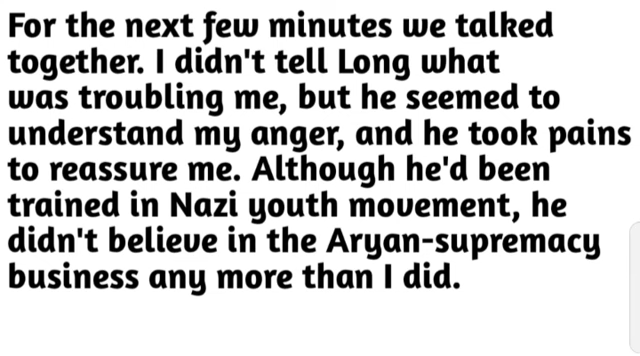 For the next few minutes we talked
together. I didn't tell Long what
was troubling me, but he seemed to
understand my anger, and he took pains
to reassure me. Although he'd been
trained in Nazi youth movement, he
didn't believe in the Aryan-supremacy
business any more than I did.